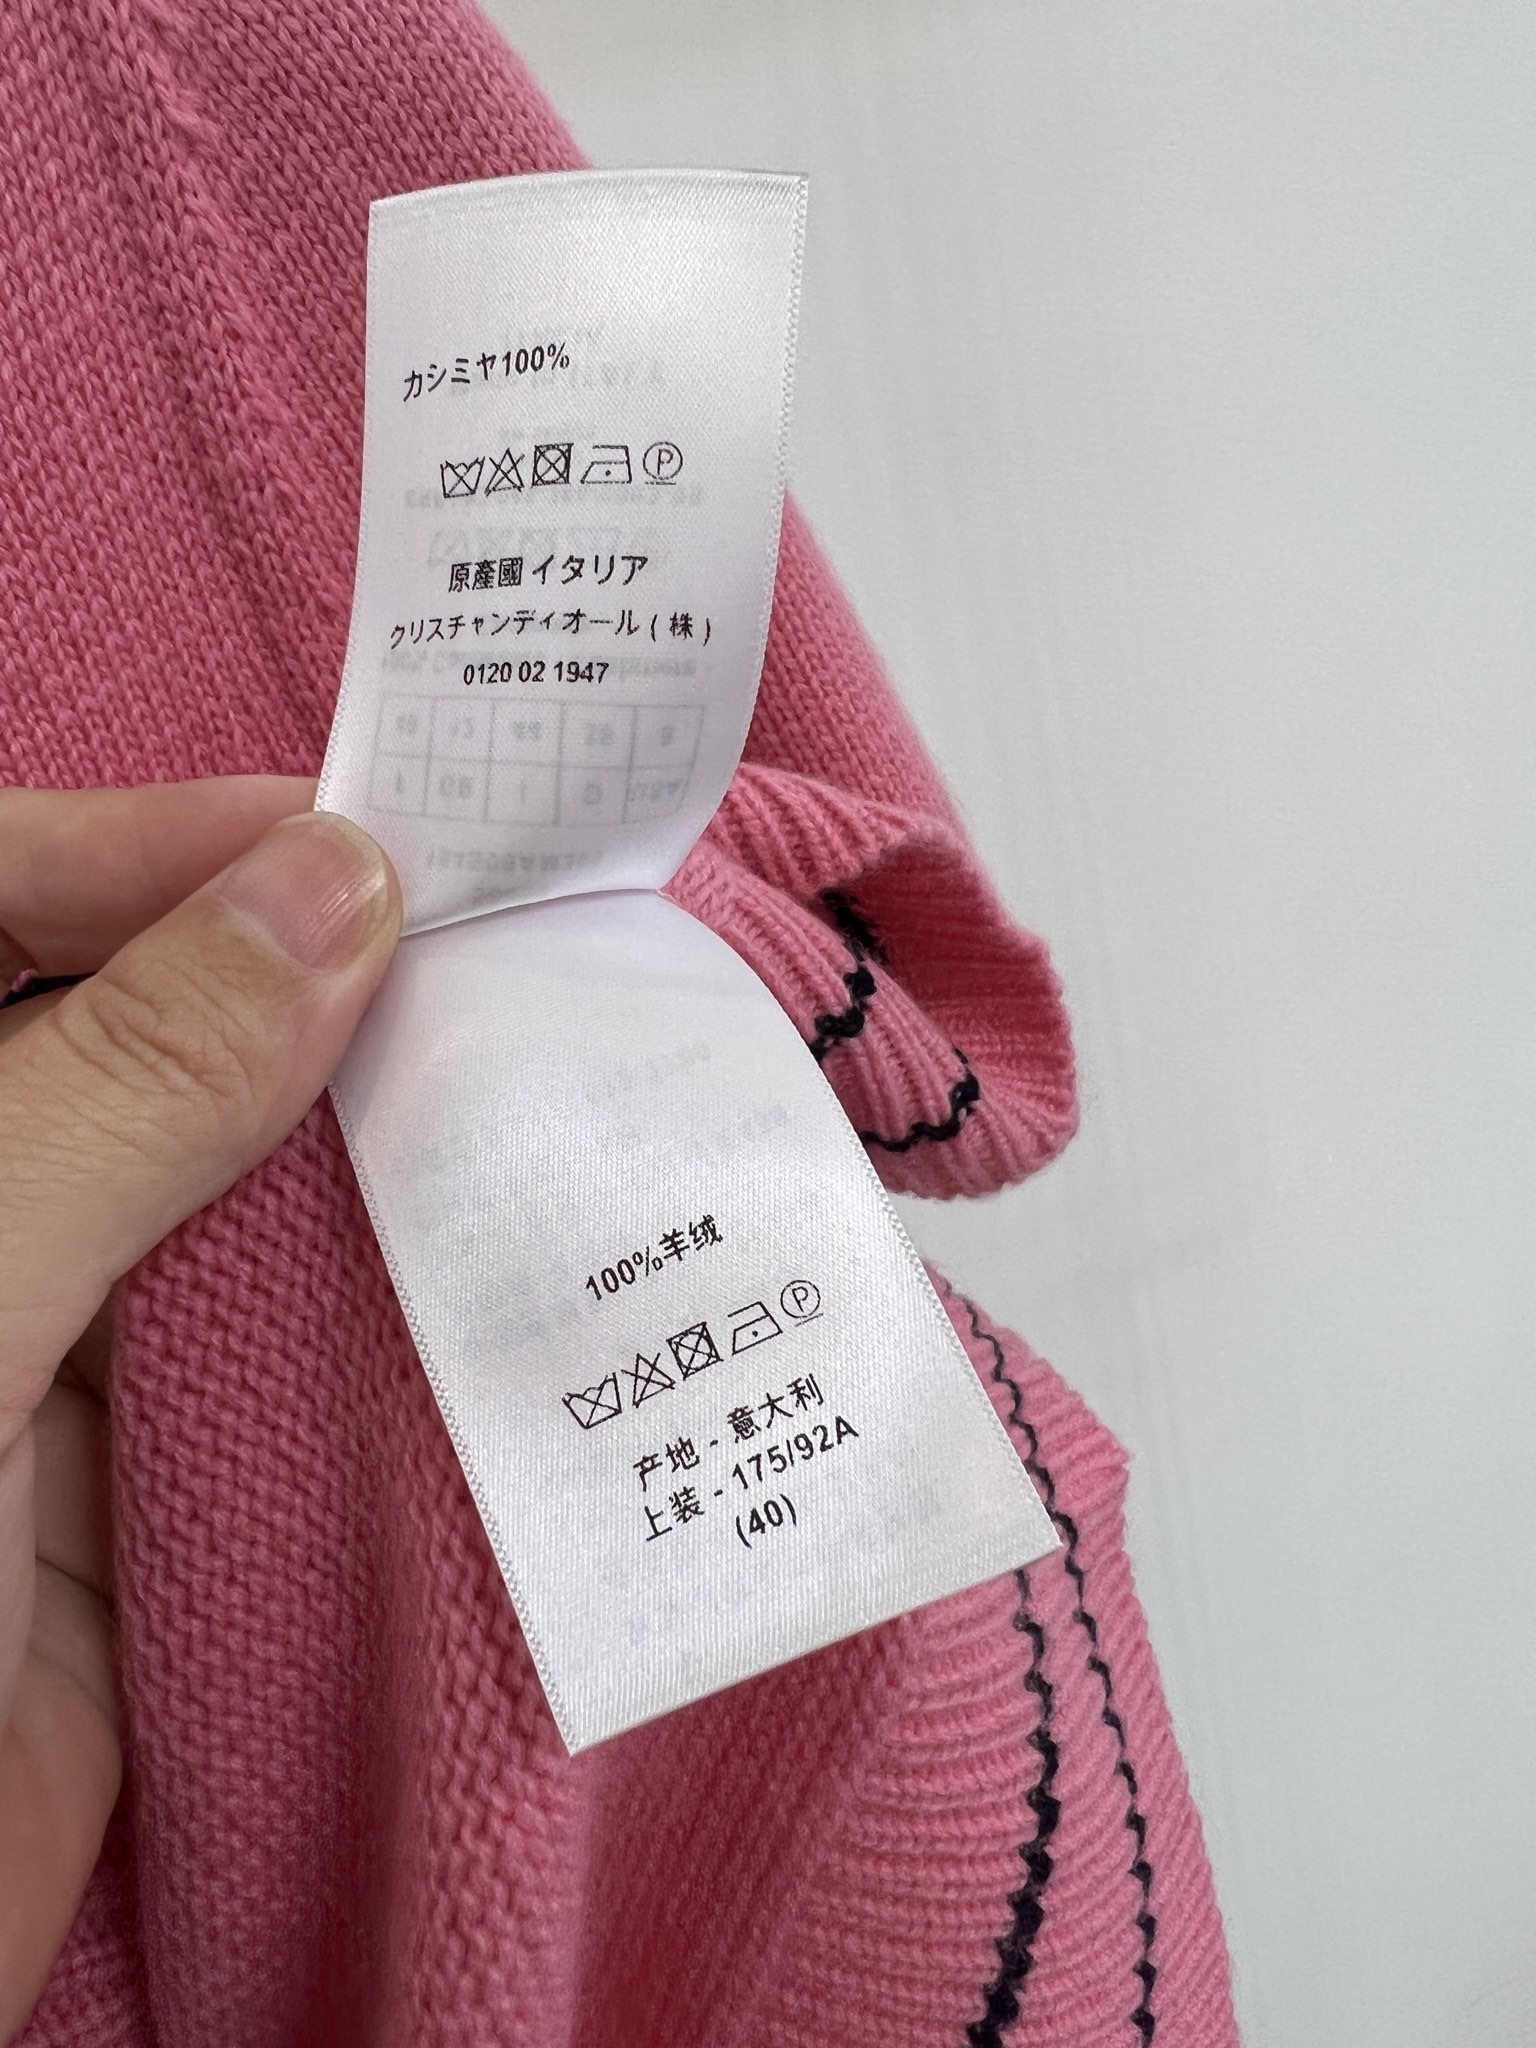 カシミヤ100%
P
原産國イタリア
クリスチャンディオール(株)
0120 02 1947
100%羊绒
P
产地 - 意大利
上装 - 175/92A
(40)